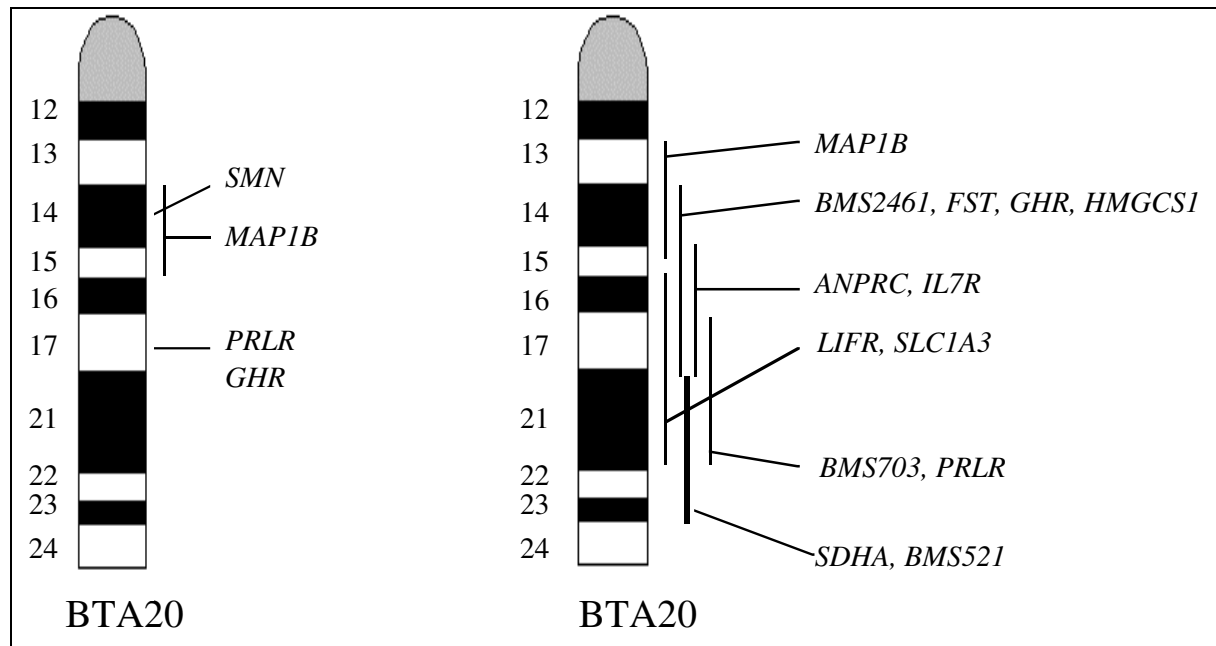 12
13
14
15
16
17
21
22
23
24
SMN
MAP1B
PRLR
GHR
BTA20
12
13
14
15
16
17
21
22
23
24
MAP1B
BMS2461, FST, GHR, HMGCS1
ANPRC, IL7R
LIFR, SLC1A3
BMS703, PRLR
SDHA, BMS521
BTA20